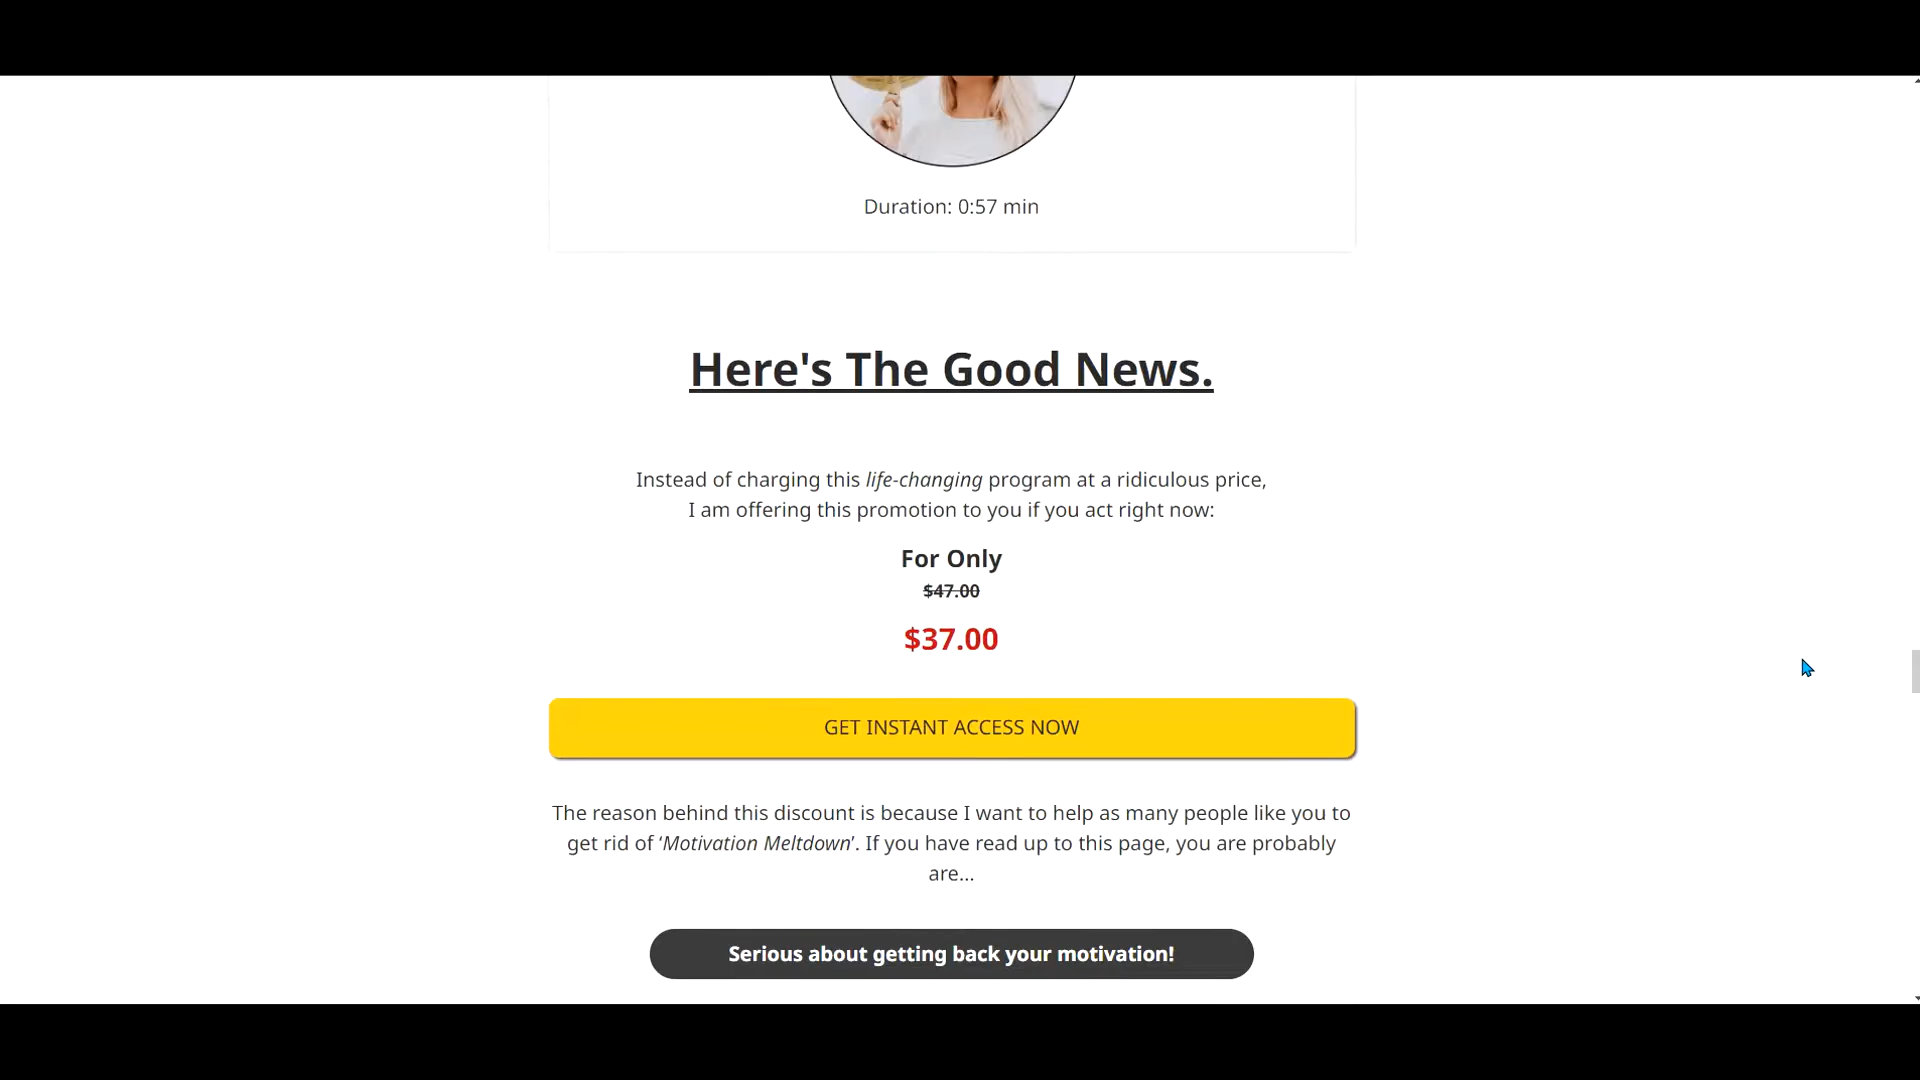 Duration: 0:57 min
Here's The Good News.
Instead of charging this life-changing program at a ridiculous price,
I am offering this promotion to you if you act right now:
For Only
$47.00
$37.00
GET INSTANT ACCESS NOW
The reason behind this discount is because I want to help as many people like you to
get rid of ‘Motivation Meltdown’. If you have read up to this page, you are probably
are...
Serious about getting back your motivation!